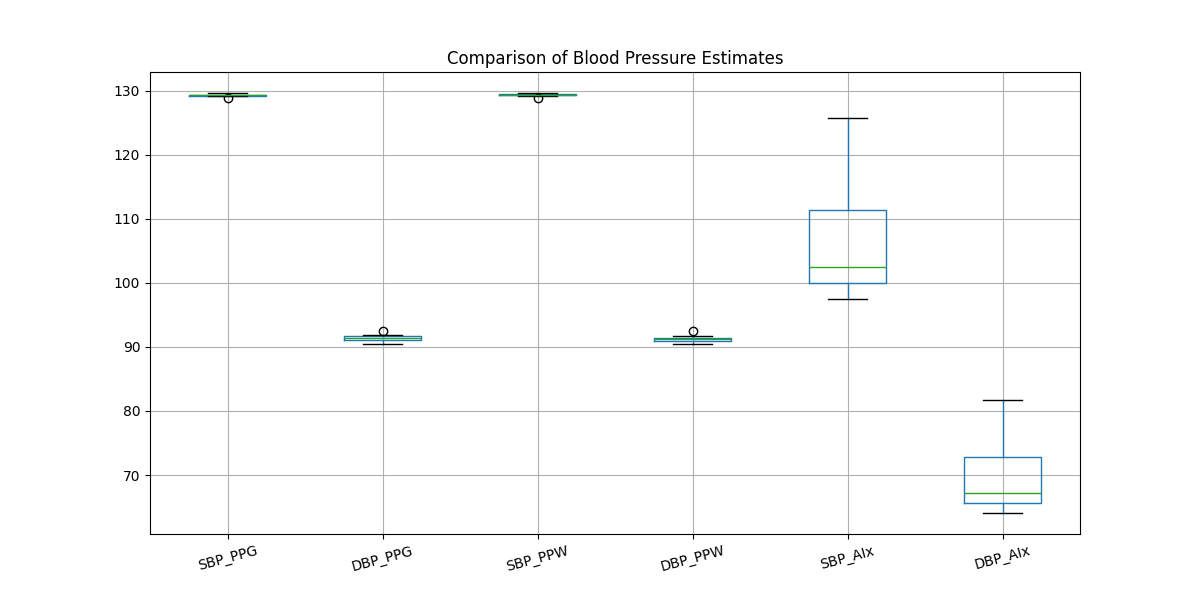 Comparison of Blood Pressure Estimates
130
120
110
100
90
80
70
SBP_PPG
DBP_PPG
SBP_PPW
DBP_PPW
SBP_AIx
DBP_AIx